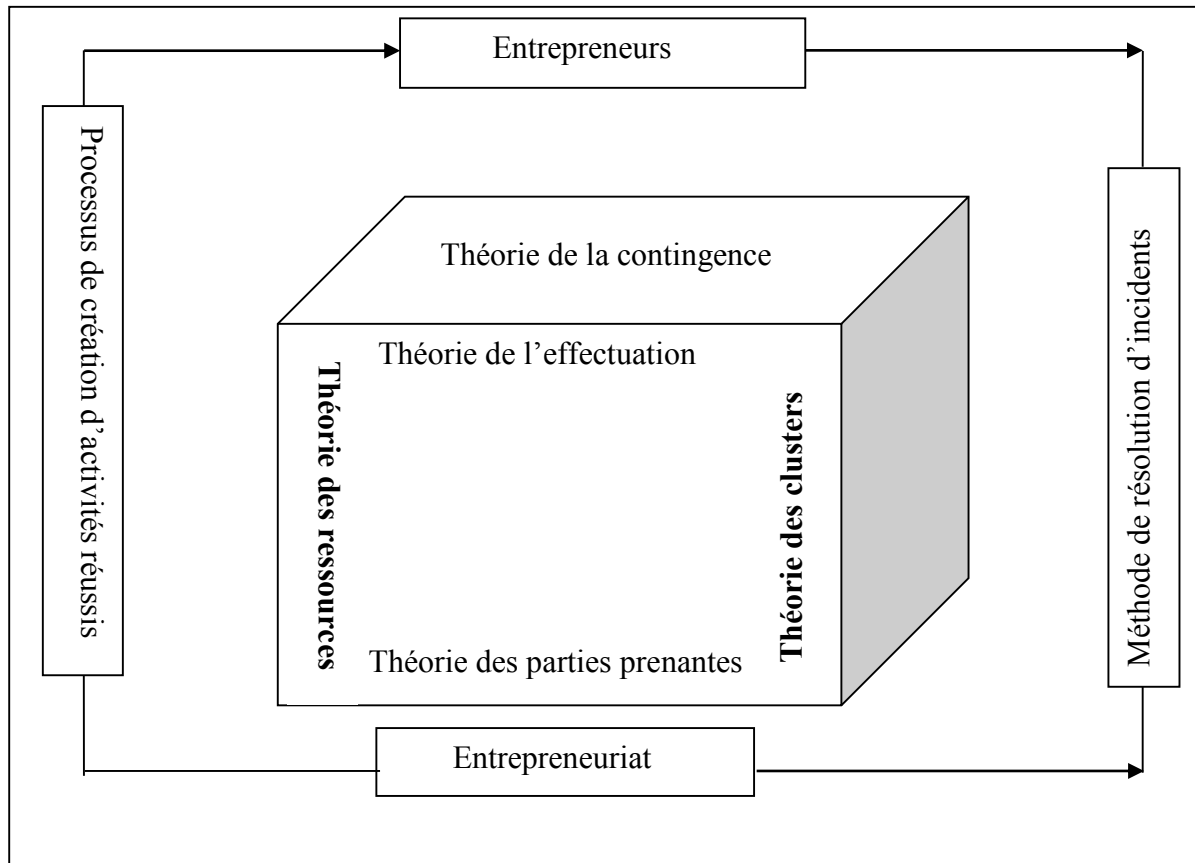 Entrepreneurs
Processus de création d’activités réussis
Théorie de la contingence
Théorie de l’effectuation
Théorie des ressources
Théorie des clusters
Méthode de résolution d’incidents
Théorie des parties prenantes
Entrepreneuriat